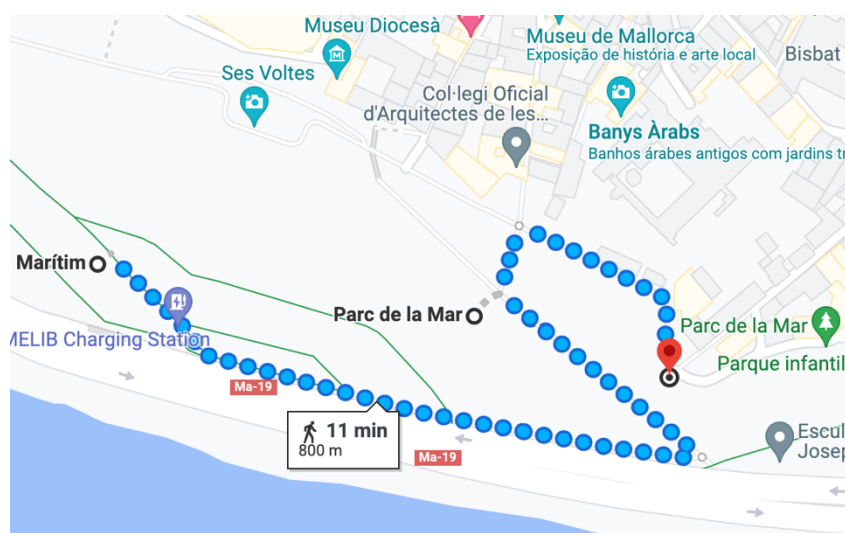 Museu Diocesà
Museu de Mallorca
Exposição de história e arte local
Bisbat
Ses Voltes
Col·legi Oficial
d'Arquitectes de les...
Banys Àrabs
Banhos árabes antigos com jardins
Marítim
Parc de la Mar
MELIB Charging Station
Parc de la Mar
Parque infantil
Ma-19
11 min
800 m
Ma-19